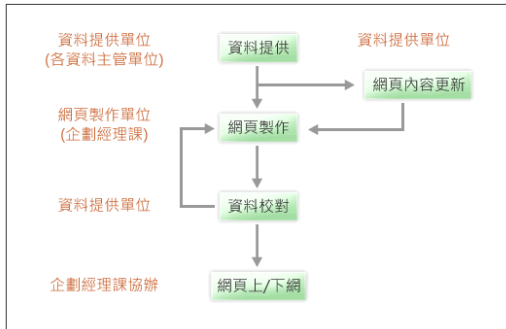 資料提供單位
(各資料主管單位)
資料提供
資料提供單位
網頁內容更新
網頁製作單位
(企劃經理課)
網頁製作
資料提供單位
資料校對
企劃經理課協辦
網頁上/下網